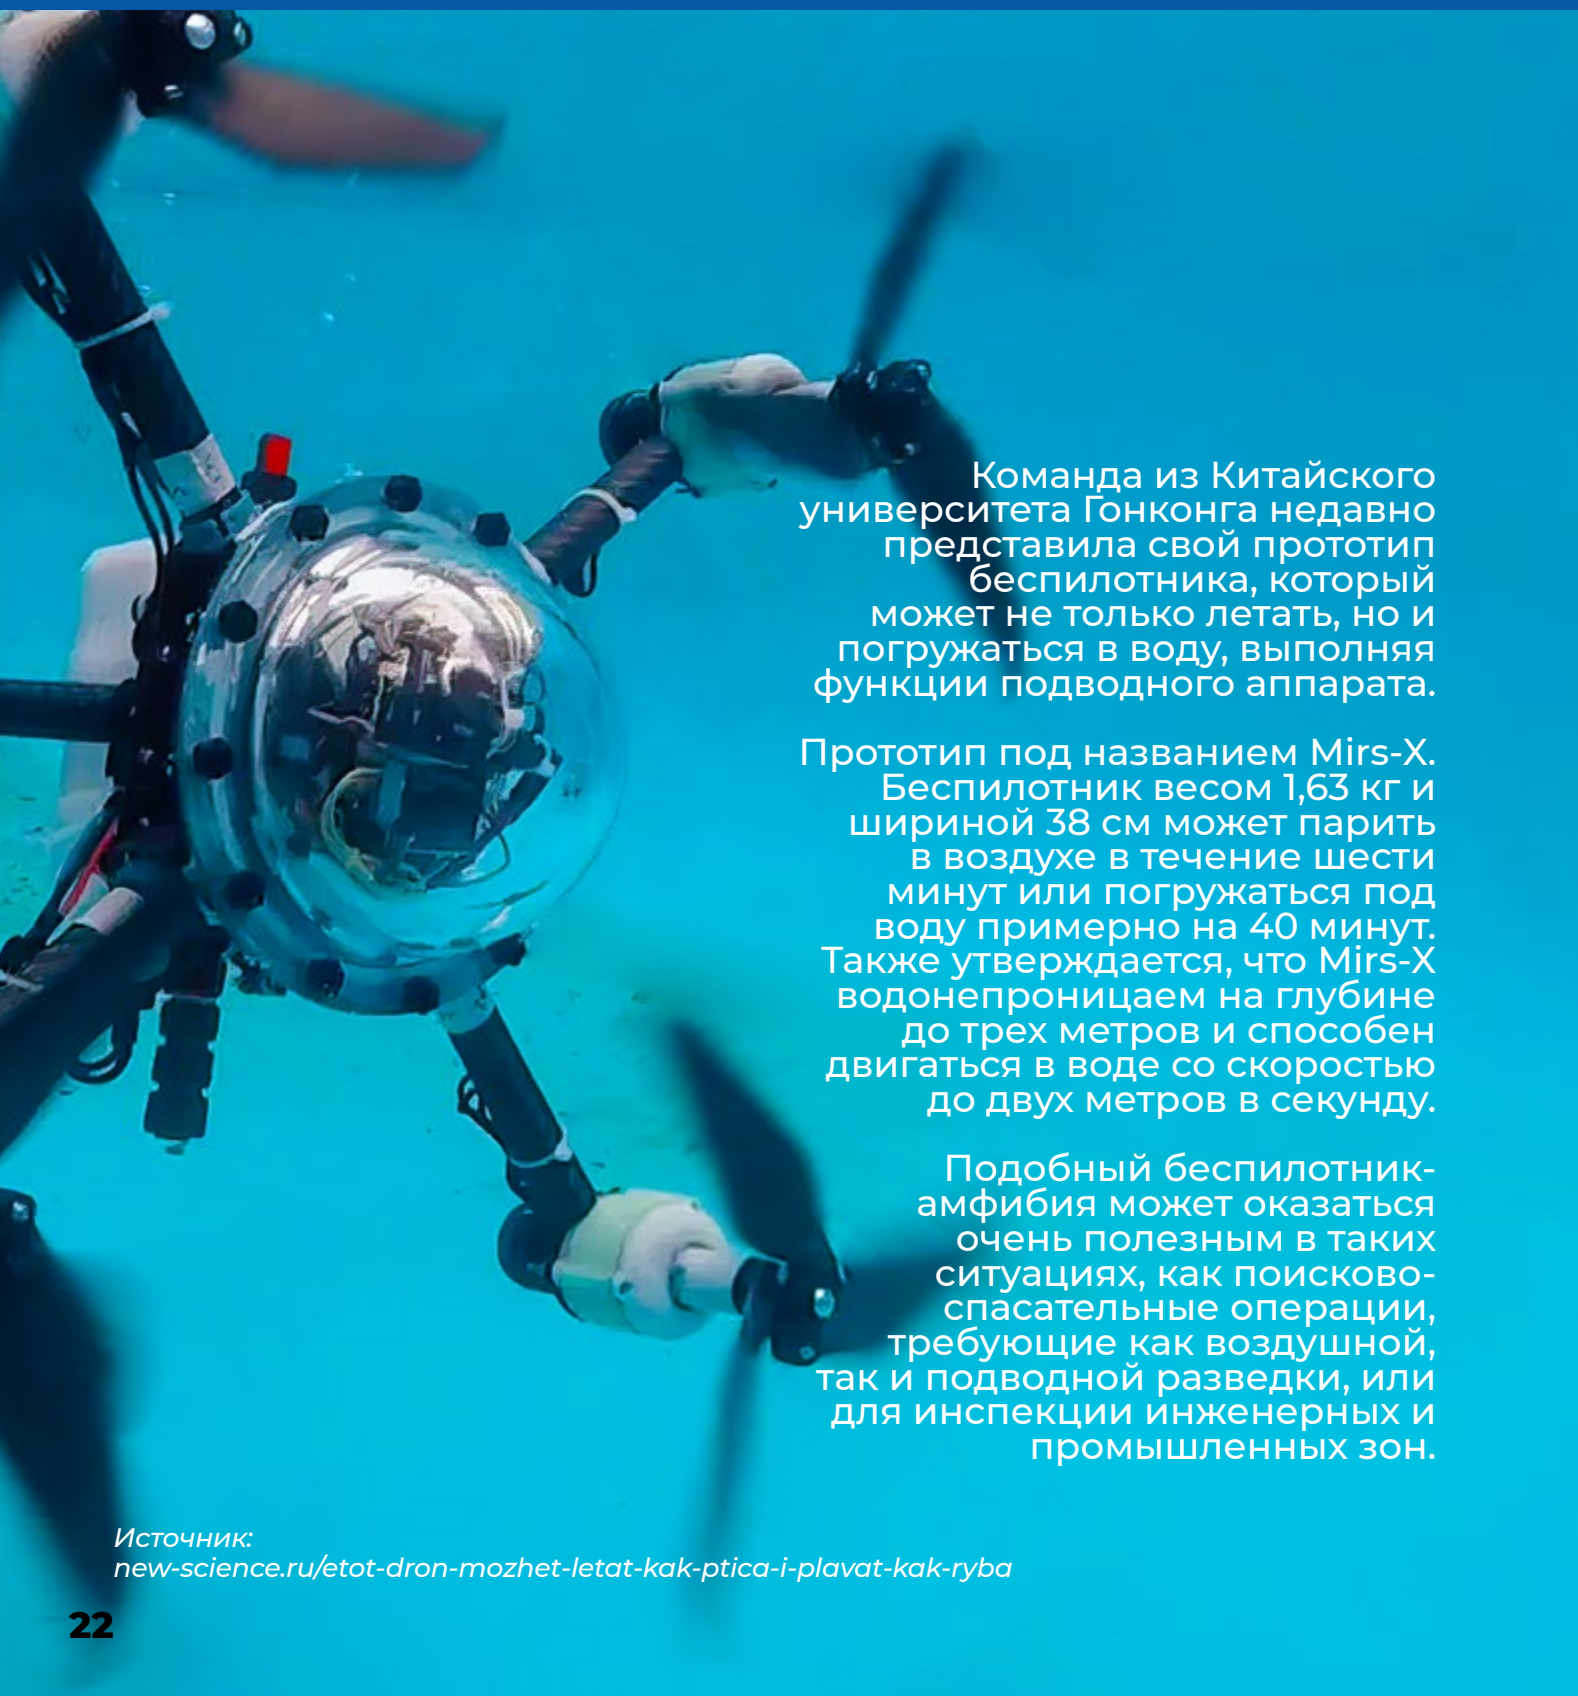 Команда из Китайского
университета Гонконга недавно
представила свой прототип
беспилотника, который
может не только летать, но и
погружаться в воду, выполняя
функции подводного аппарата.
Прототип под названием Mirs-X.
Беспилотник весом 1,63 кг и
шириной 38 см может парить
в воздухе в течение шести
минут или погружаться под
воду примерно на 40 минут.
Также утверждается, что Mirs-X
водонепроницаем на глубине
до трех метров и способен
двигаться в воде со скоростью
до двух метров в секунду.
Подобный беспилотник-
амфибия может оказаться
очень полезным в таких
ситуациях, как поисково-
спасательные операции,
требующие как воздушной,
так и подводной разведки, или
для инспекции инженерных и
промышленных зон.
Источник:
new-science.ru/etot-dron-mozhet-letat-kak-ptica-i-plavat-kak-ryba
22